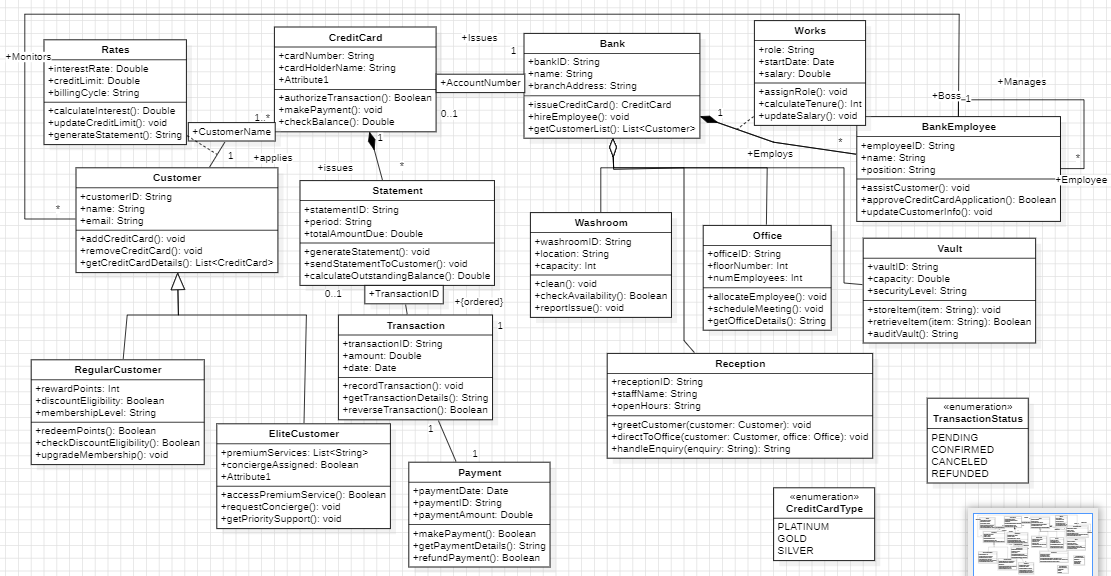 +Monitors
Rates
+interestRate: Double
+creditLimit: Double
+billingCycle: String
+calculateInterest(): Double
+updateCreditLimit(): void
+generateStatement(): String
CreditCard
+cardNumber: String
+cardHolderName: String
+Attribute1
+authorizeTransaction(): Boolean
+makePayment(): void
+checkBalance(): Double
+Issues
1
+AccountNumber
0..1
Bank
+bankID: String
+name: String
+branchAddress: String
+issueCreditCard(): CreditCard
+hireEmployee(): void
+getCustomerList(): List<Customer>
Works
+role: String
+startDate: Date
+salary: Double
+assignRole(): void
+calculateTenure(): Int
+updateSalary(): void
1
*
+Employs
+Manages
+Boss
1
*
+Employee
BankEmployee
+employeeID: String
+name: String
+position: String
+assistCustomer(): void
+approveCreditCardApplication(): Boolean
+updateCustomerInfo(): void
1..*
+CustomerName
1
+applies
*
Customer
+customerID: String
+name: String
+email: String
+addCreditCard(): void
+removeCreditCard(): void
+getCreditCardDetails(): List<CreditCard>
1
+issues
*
Statement
+statementID: String
+period: String
+totalAmountDue: Double
+generateStatement(): void
+sendStatementToCustomer(): void
+calculateOutstandingBalance(): Double
0..1
+TransactionID
+{ordered}
1
Washroom
+washroomID: String
+location: String
+capacity: Int
+clean(): void
+checkAvailability(): Boolean
+reportIssue(): void
Office
+officeID: String
+floorNumber: Int
+numEmployees: Int
+allocateEmployee(): void
+scheduleMeeting(): void
+getOfficeDetails(): String
Vault
+vaultID: String
+capacity: Double
+securityLevel: String
+storeItem(item: String): void
+retrieveItem(item: String): Boolean
+auditVault(): String
Transaction
+transactionID: String
+amount: Double
+date: Date
+recordTransaction(): void
+getTransactionDetails(): String
+reverseTransaction(): Boolean
RegularCustomer
+rewardPoints: Int
+discountEligibility: Boolean
+membershipLevel: String
+redeemPoints(): Boolean
+checkDiscountEligibility(): Boolean
+upgradeMembership(): void
EliteCustomer
+premiumServices: List<String>
+conciergeAssigned: Boolean
+Attribute1
+accessPremiumService(): Boolean
+requestConcierge(): void
+getPrioritySupport(): void
1
1
Payment
+paymentDate: Date
+paymentID: String
+paymentAmount: Double
+makePayment(): Boolean
+getPaymentDetails(): String
+refundPayment(): Boolean
Reception
+receptionID: String
+staffName: String
+openHours: String
+greetCustomer(customer: Customer): void
+directToOffice(customer: Customer, office: Office): void
+handleEnquiry(enquiry: String): String
«enumeration»
TransactionStatus
PENDING
CONFIRMED
CANCELED
REFUNDED
«enumeration»
CreditCardType
PLATINUM
GOLD
SILVER